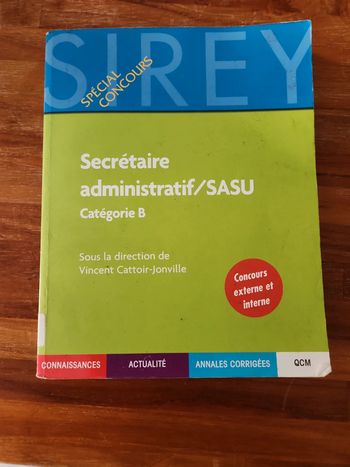 SIREY
SPÉCIAL
CONCOURS
Secrétaire
administratif/SASU
Catégorie B
Sous la direction de
Vincent Cattoir-Jonville
Concours
externe et
interne
CONNAISSANCES
ACTUALITÉ
ANNALES CORRIGÉES
QCM